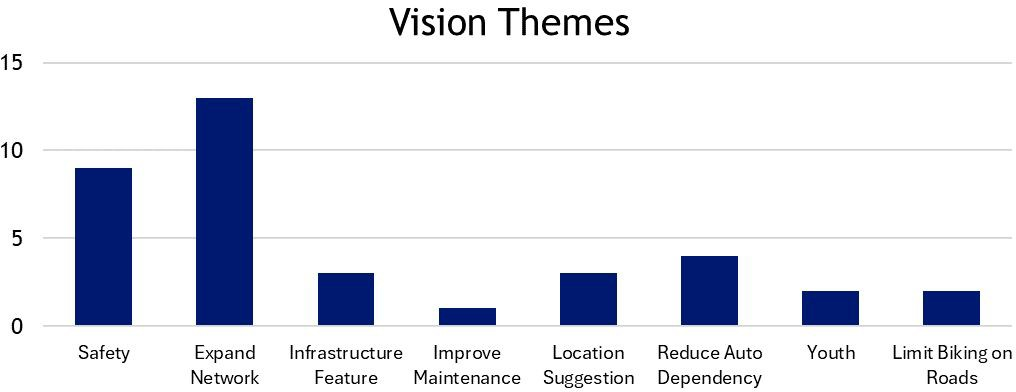 Vision Themes
15
10
5
0
Safety
Expand
Network
Infrastructure
Feature
Improve
Maintenance
Location
Suggestion
Reduce Auto
Dependency
Youth
Limit Biking on
Roads